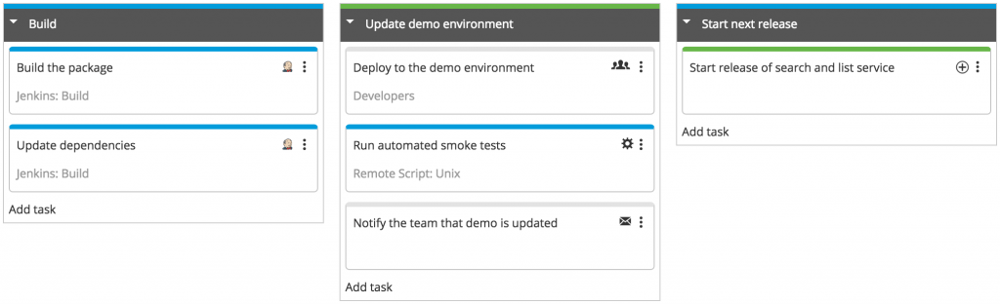 Build
Build the package
Jenkins: Build
Update dependencies
Jenkins: Build
Add task
Update demo environment
Deploy to the demo environment
Developers
Run automated smoke tests
Remote Script: Unix
Notify the team that demo is updated
Add task
Start next release
Start release of search and list service
Add task